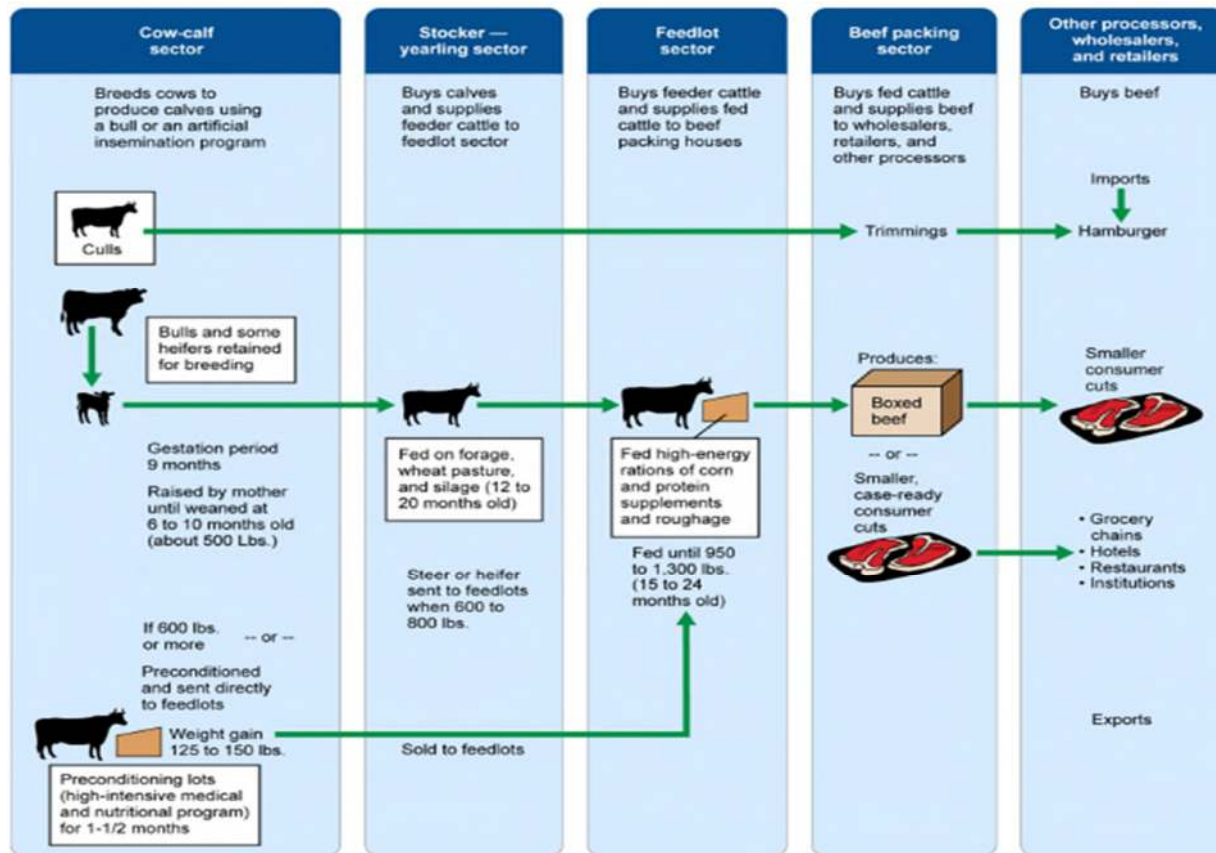 Cow-calf
sector
Breeds cows to
produce calves using
a bull or an artificial
insemination program
Culls
Bulls and some
heifers retained
for breeding
Gestation period
9 months
Raised by mother
until weaned at
6 to 10 months old
(about 500 Lbs.)
If 600 lbs.
or more
-- or --
Preconditioned
and sent directly
to feedlots
Weight gain
125 to 150 lbs.
Preconditioning lots
(high-intensive medical
and nutritional program)
for 1-1/2 months
Stocker —
yearling sector
Buys calves
and supplies
feeder cattle to
feedlot sector
Fed on forage,
wheat pasture,
and silage (12 to
20 months old)
Steer or heifer
sent to feedlots
when 600 to
800 lbs.
Sold to feedlots
Feedlot
sector
Buys feeder cattle
and supplies fed
cattle to beef
packing houses
Fed high-energy
rations of corn
and protein
supplements
and roughage
Fed until 950
to 1.300 lbs.
(15 to 24
months old)
Beef packing
sector
Buys fed cattle
and supplies beef
to wholesalers,
retailers, and
other processors
Trimmings
Produces:
Boxed
beef
-- or --
Smaller,
case-ready
consumer
cuts
Other processors,
wholesalers,
and retailers
Buys beef
Imports
Hamburger
Smaller
consumer
cuts
• Grocery
chains
• Hotels
• Restaurants
• Institutions
Exports